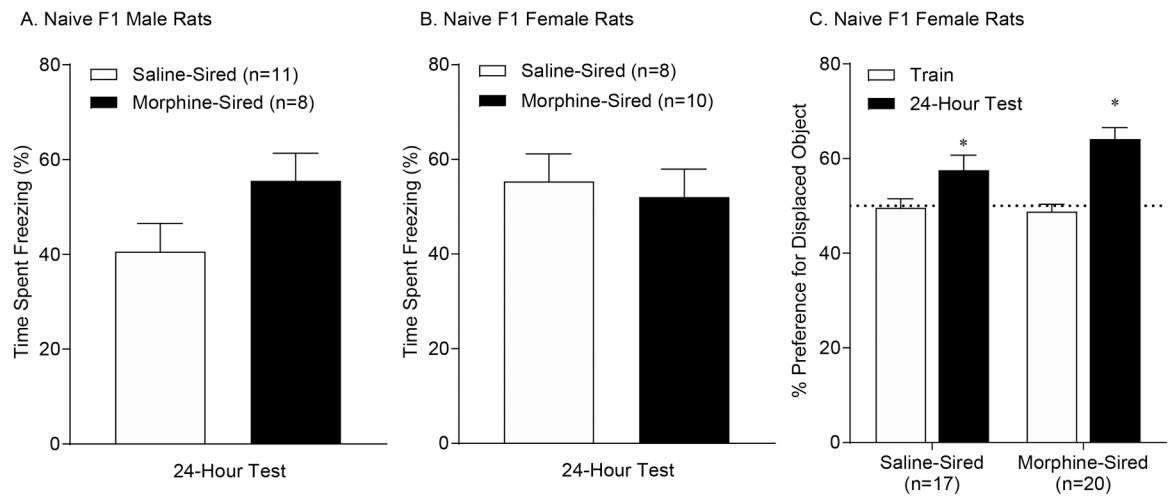 A. Naive F1 Male Rats
Time Spent Freezing (%)
80
60
40
20
0
Saline-Sired (n=11)
Morphine-Sired (n=8)
24-Hour Test
B. Naive F1 Female Rats
Time Spent Freezing (%)
80
60
40
20
0
Saline-Sired (n=8)
Morphine-Sired (n=10)
24-Hour Test
C. Naive F1 Female Rats
% Preference for Displaced Object
80
60
40
20
0
Train
24-Hour Test
*
*
Saline-Sired
(n=17)
Morphine-Sired
(n=20)